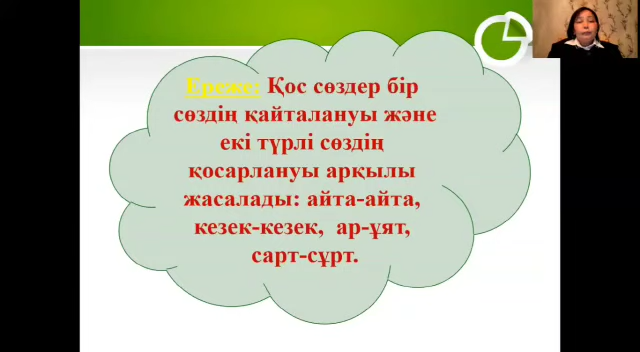 Ереже: Қос сөздер бір
сөздің қайталануы және
екі түрлі сөздің
қосарлануы арқылы
жасалады: айта-айта,
кезек-кезек, ар-ұят,
сарт-сұрт.